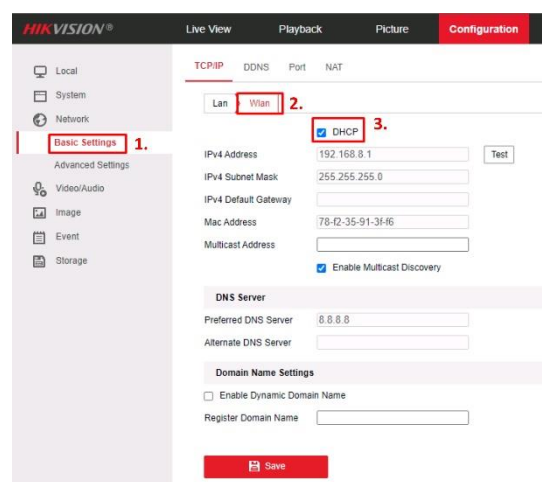 HIKVISION®
Live View Playback Picture Configuration
Local
System
Network
Basic Settings 1.
Advanced Settings
Video/Audio
Image
Event
Storage
TCP/IP DDNS Port NAT
Lan Wlan 2.
DHCP 3.
IPv4 Address 192.168.8.1 Test
IPv4 Subnet Mask 255.255.255.0
IPv4 Default Gateway
Mac Address 78-f2-35-91-3f-f6
Multicast Address
Enable Multicast Discovery
DNS Server
Preferred DNS Server 8.8.8.8
Alternate DNS Server
Domain Name Settings
Enable Dynamic Domain Name
Register Domain Name
Save